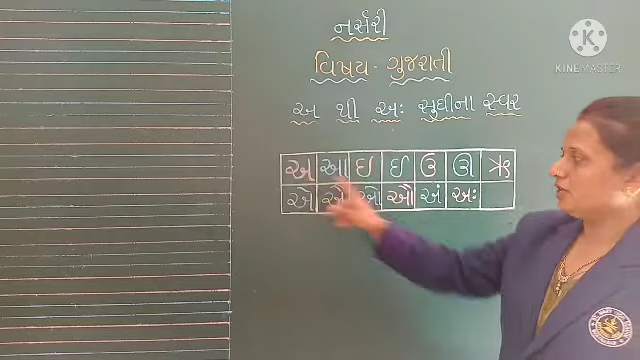 નર્સરી
વિષય - ગુજરાતી
અ થી અઃ સુધીના સ્વર
અ આ ઇ ઈ ઉ ઊ ઋ
એ ઐ ઓ ઔ અં અઃ
KINEMASTER